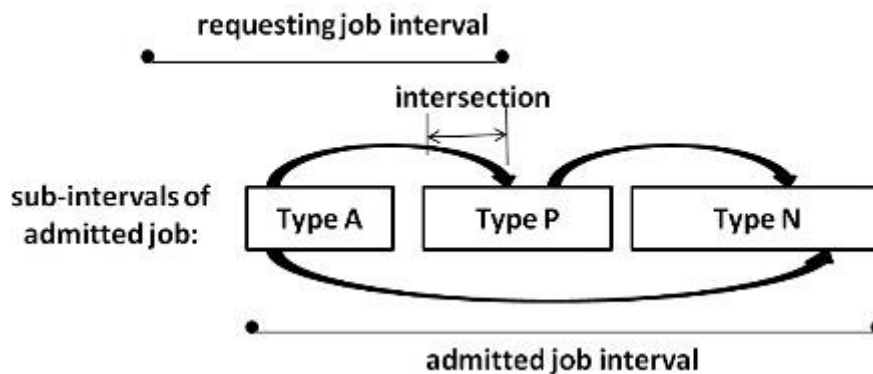 requesting job interval
intersection
sub-intervals of
admitted job:
Type A
Type P
Type N
admitted job interval